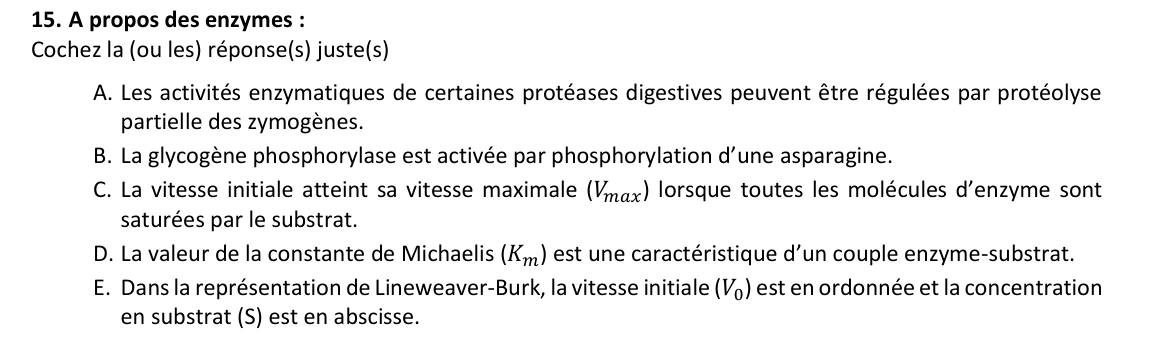 15. A propos des enzymes :
Cochez la (ou les) réponse(s) juste(s)
A. Les activités enzymatiques de certaines protéases digestives peuvent être régulées par protéolyse
partielle des zymogènes.
B. La glycogène phosphorylase est activée par phosphorylation d’une asparagine.
C. La vitesse initiale atteint sa vitesse maximale (Vmax) lorsque toutes les molécules d’enzyme sont
saturées par le substrat.
D. La valeur de la constante de Michaelis (Km) est une caractéristique d’un couple enzyme-substrat.
E. Dans la représentation de Lineweaver-Burk, la vitesse initiale (V0) est en ordonnée et la concentration
en substrat (S) est en abscisse.